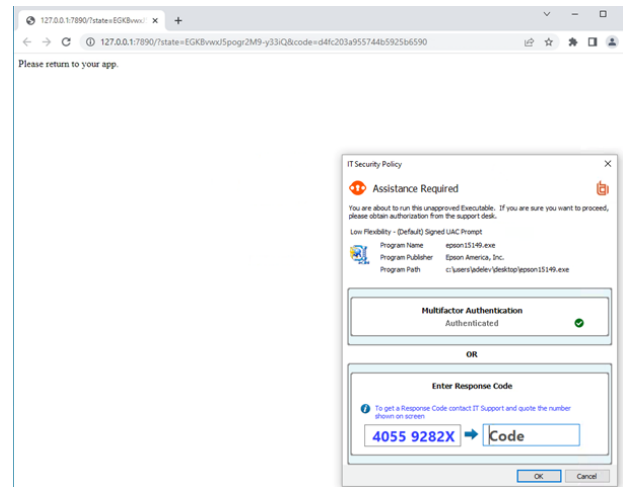 127.0.0.1:7890/?state=EGKBvwx/
127.0.0.1:7890/?state=EGKBvwxJ5pogr2M9-y33iQ&code=d4fc203a955744b5925b6590
Please return to your app.
IT Security Policy
Assistance Required
You are about to run this unapproved Executable. If you are sure you want to proceed,
please obtain authorization from the support desk.
Low Flexibility - (Default) Signed UAC Prompt
Program Name epson15149.exe
Program Publisher Epson America, Inc.
Program Path c:\users\adelev\desktop\epson15149.exe
Multifactor Authentication
Authenticated
OR
Enter Response Code
To get a Response Code contact IT Support and quote the number
shown on screen
4055 9282X Code
OK Cancel